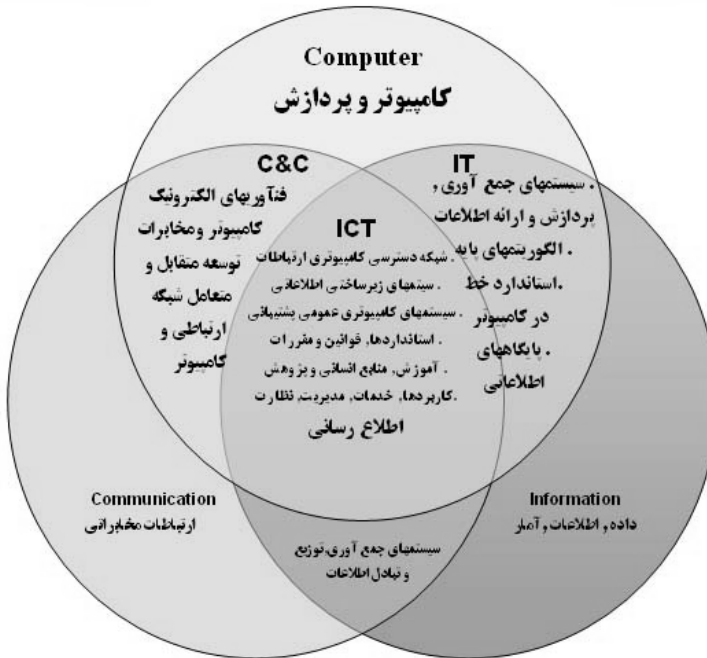 Computer
کامپیوتر و پردازش
C&C
فنآوریهای الکترونیک
کامپیوتر ومخابرات
توسعه متقابل و
متعامل شبکه
ارتباطی و
کامپیوتر
IT
. سیستمهای جمع آوری,
پردازش و ارائه اطلاعات
. الگوریتمهای پایه
.استاندارد خط
در کامپیوتر
. پایگاههای
اطلاعاتی
ICT
. شبکه دسترسی کامپیوتری ارتباطات
. سیتمهای زیرساختی اطلاعاتی
.سیستمهای کامپیوتری عمومی پشتیبانی
.استانداردها, قوانین و مقررات
. آموزش, منابع انسانی و پژوهش
.کاربردها, خدمات, مدیریت, نظارت
اطلاع رسانی
Communication
ارتباطات مخابراتی
Information
داده , اطلاعات , آمار
سیستمهای جمع آوری,توزیع
و تبادل اطلاعات